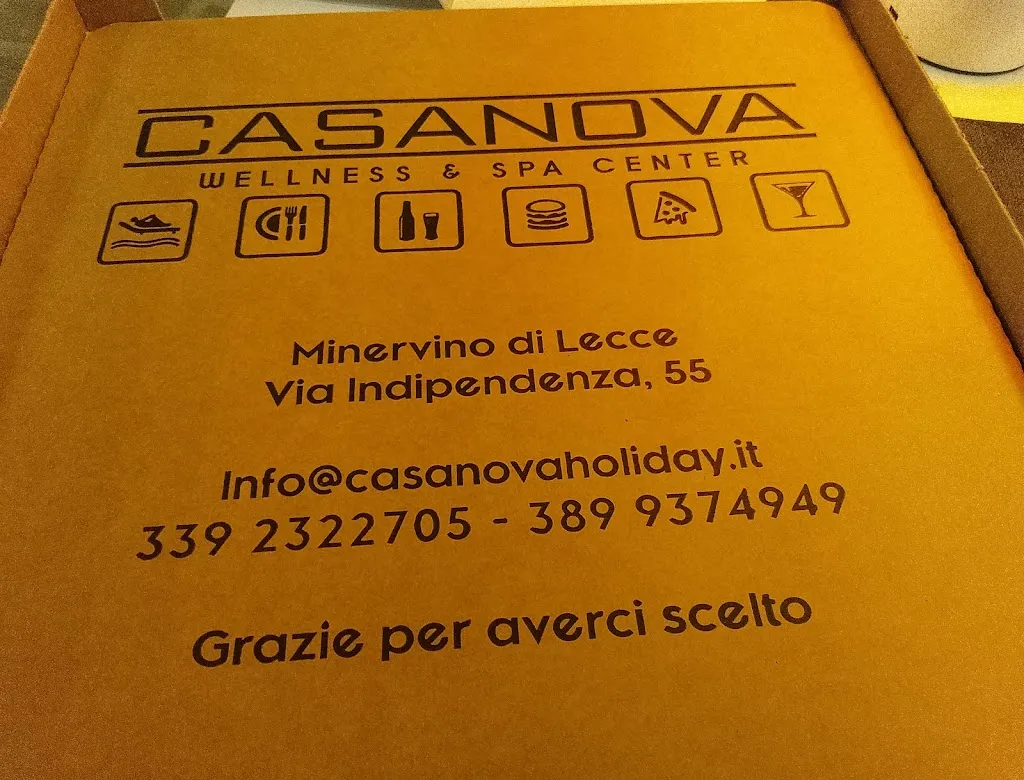 CASANOVA
WELLNESS & SPA CENTER
Minervino di Lecce
Via Indipendenza, 55
Info@casanovaholiday.it
339 2322705 - 389 9374949
Grazie per averci scelto